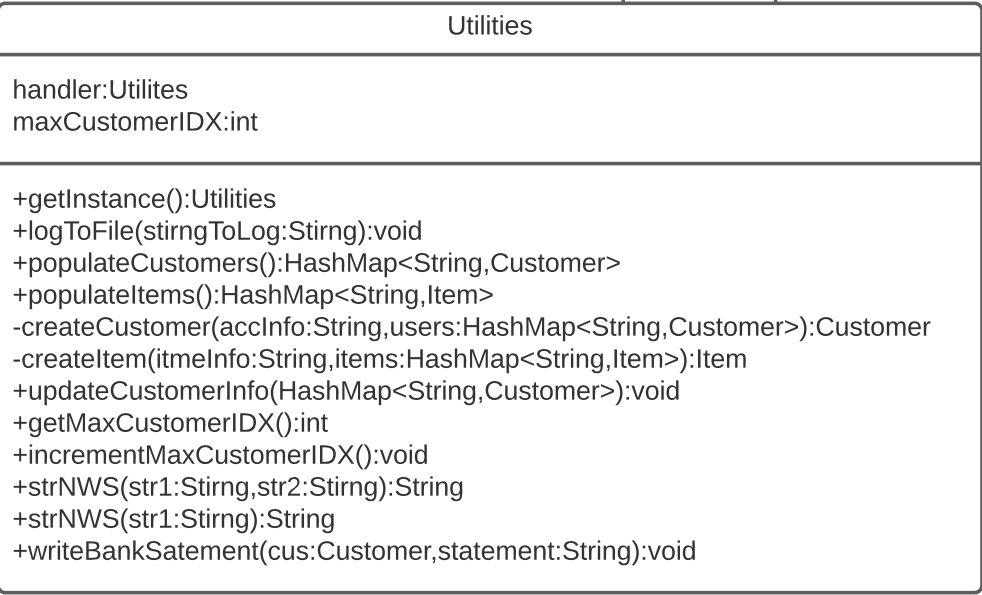 Utilities
handler:Utilites
maxCustomerIDX:int
+getInstance():Utilities
+logToFile(stirngToLog:Stirng):void
+populateCustomers():HashMap<String,Customer>
+populateItems():HashMap<String,Item>
-createCustomer(accInfo:String,users:HashMap<String,Customer>):Customer
-createItem(itmeInfo:String,items:HashMap<String,Item>):Item
+updateCustomerInfo(HashMap<String,Customer>):void
+getMaxCustomerIDX():int
+incrementMaxCustomerIDX():void
+strNWS(str1:Stirng,str2:Stirng):String
+strNWS(str1:Stirng):String
+writeBankSatement(cus:Customer,statement:String):void